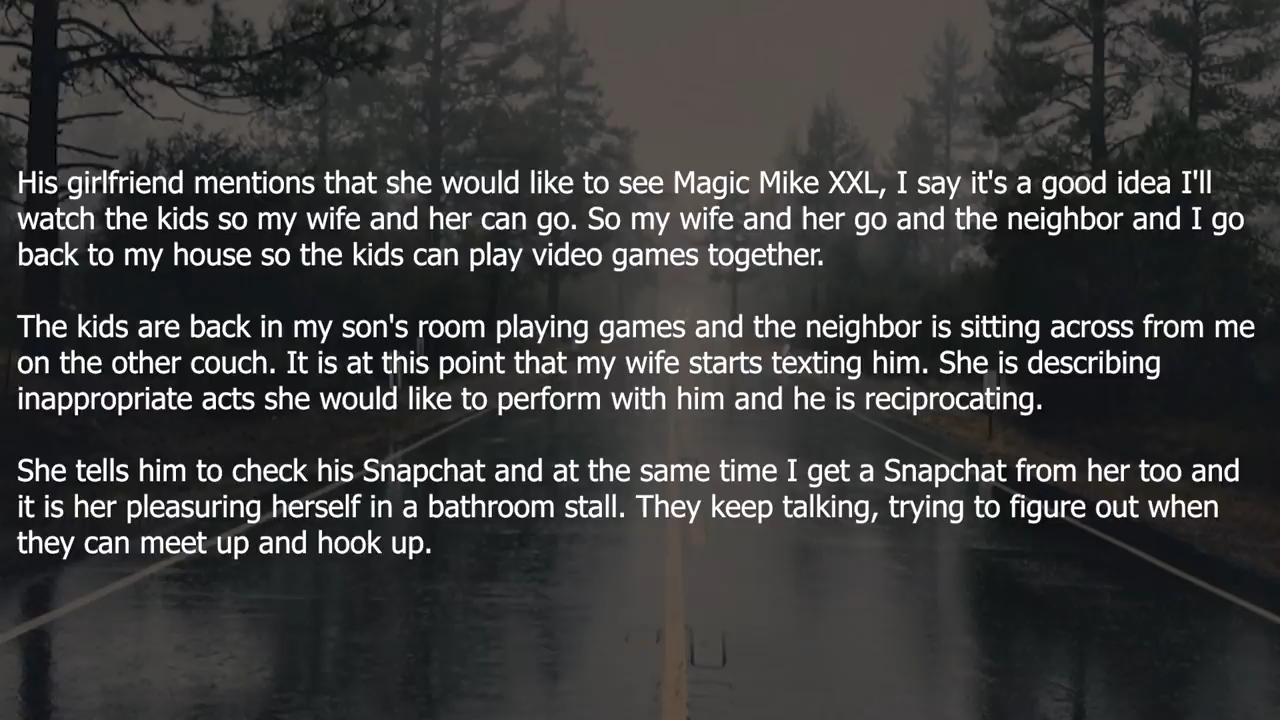 His girlfriend mentions that she would like to see Magic Mike XXL, I say it's a good idea I'll
watch the kids so my wife and her can go. So my wife and her go and the neighbor and I go
back to my house so the kids can play video games together.
The kids are back in my son's room playing games and the neighbor is sitting across from me
on the other couch. It is at this point that my wife starts texting him. She is describing
inappropriate acts she would like to perform with him and he is reciprocating.
She tells him to check his Snapchat and at the same time I get a Snapchat from her too and
it is her pleasuring herself in a bathroom stall. They keep talking, trying to figure out when
they can meet up and hook up.